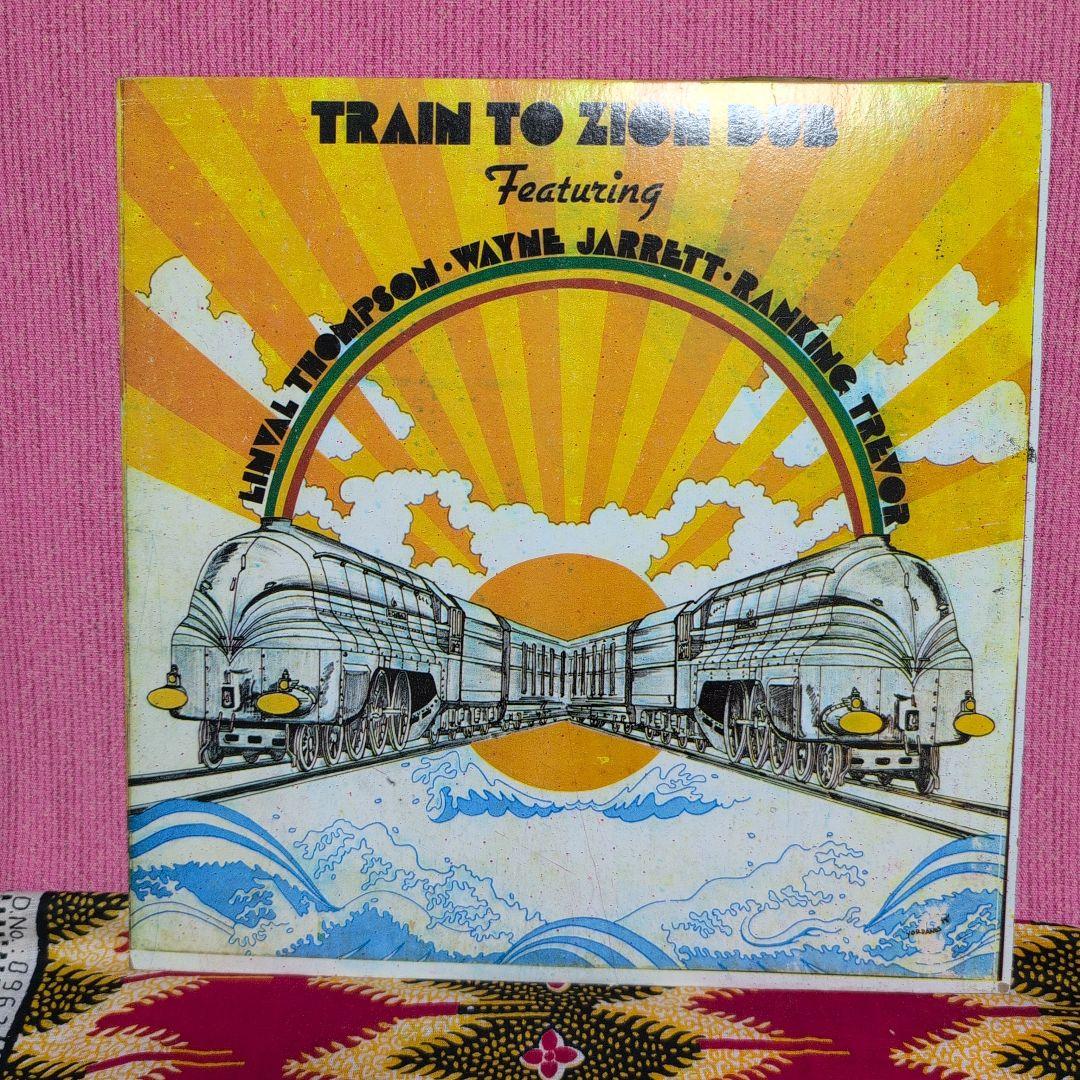 TRAIN TO ZION DUB
Featuring
LINVAL THOMPSON · WAYNE JARRETT · RANKING TREVOR